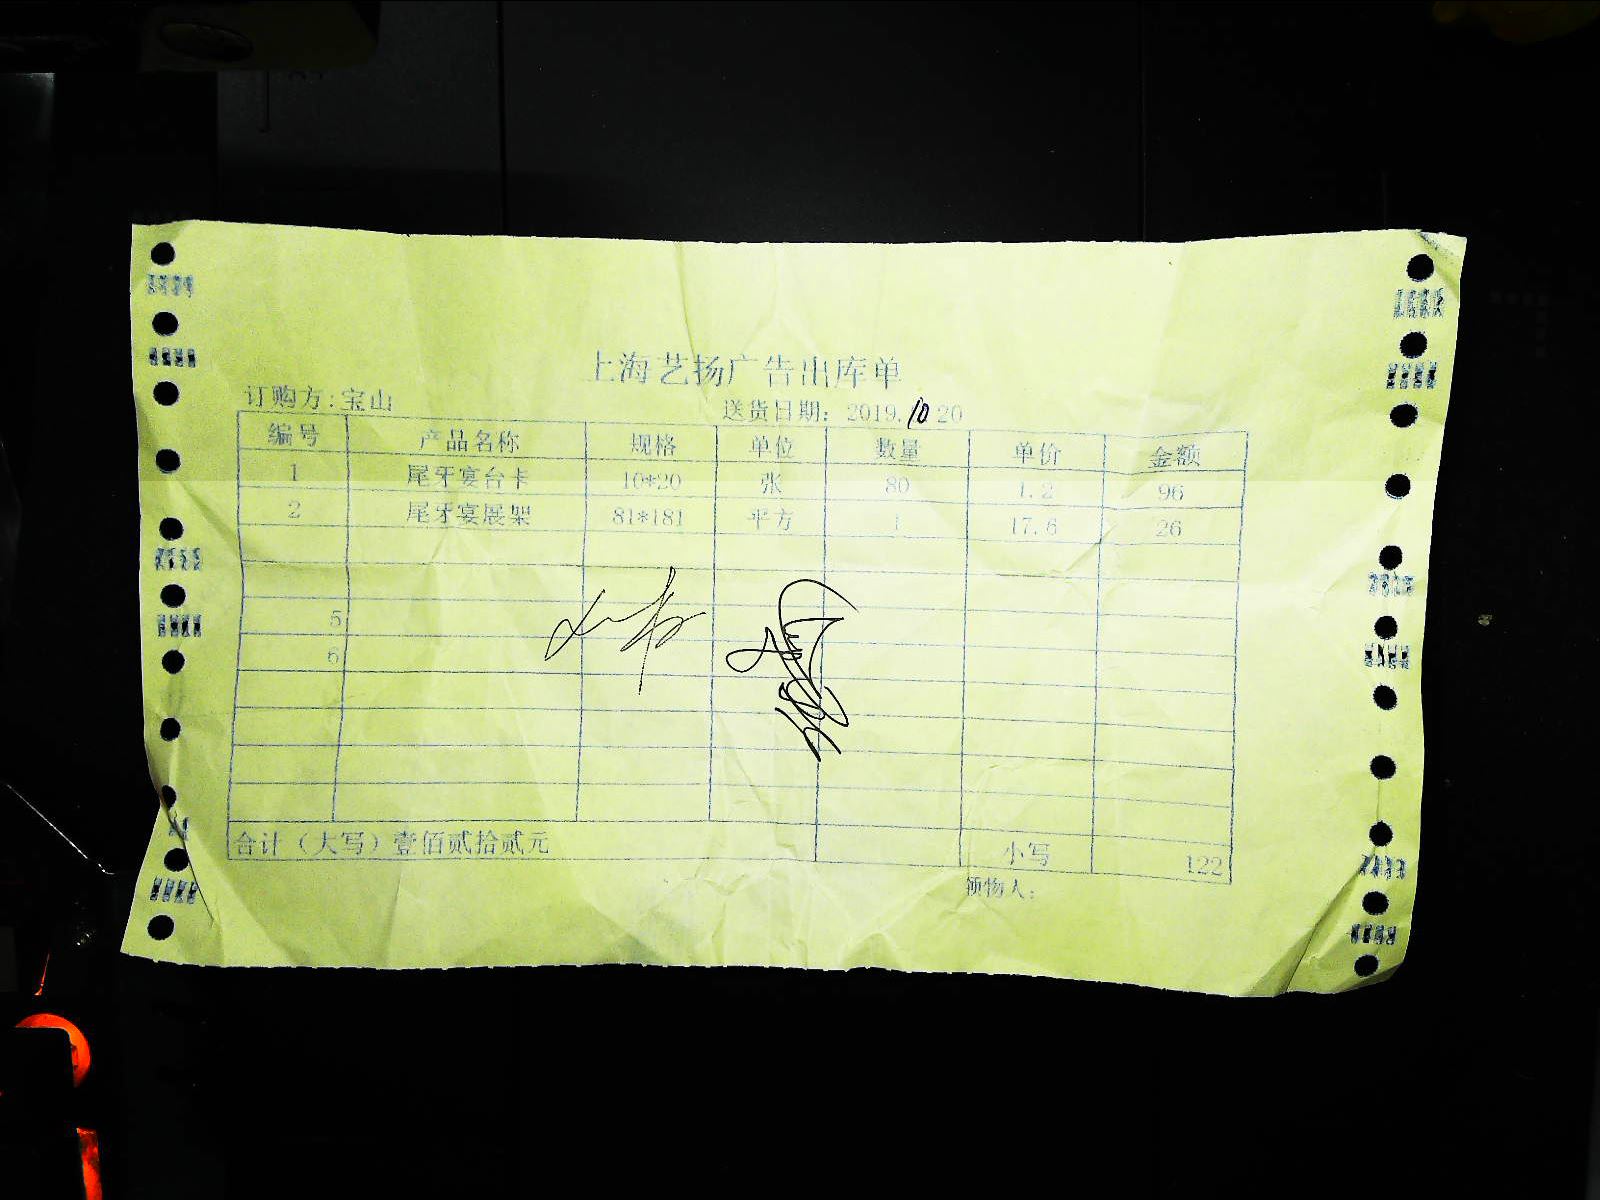 上海艺扬广告出库单
订购方:宝山 送货日期: 2019.10 20
编号 产品名称 规格 单位 数量 单价 金额
1 尾牙宴台卡 10*20 张 80 1.2 96
2 尾牙宴展架 81*181 平方 1 17.6 26
5
6
合计（大写）壹佰贰拾贰元 小写 122
领物人: